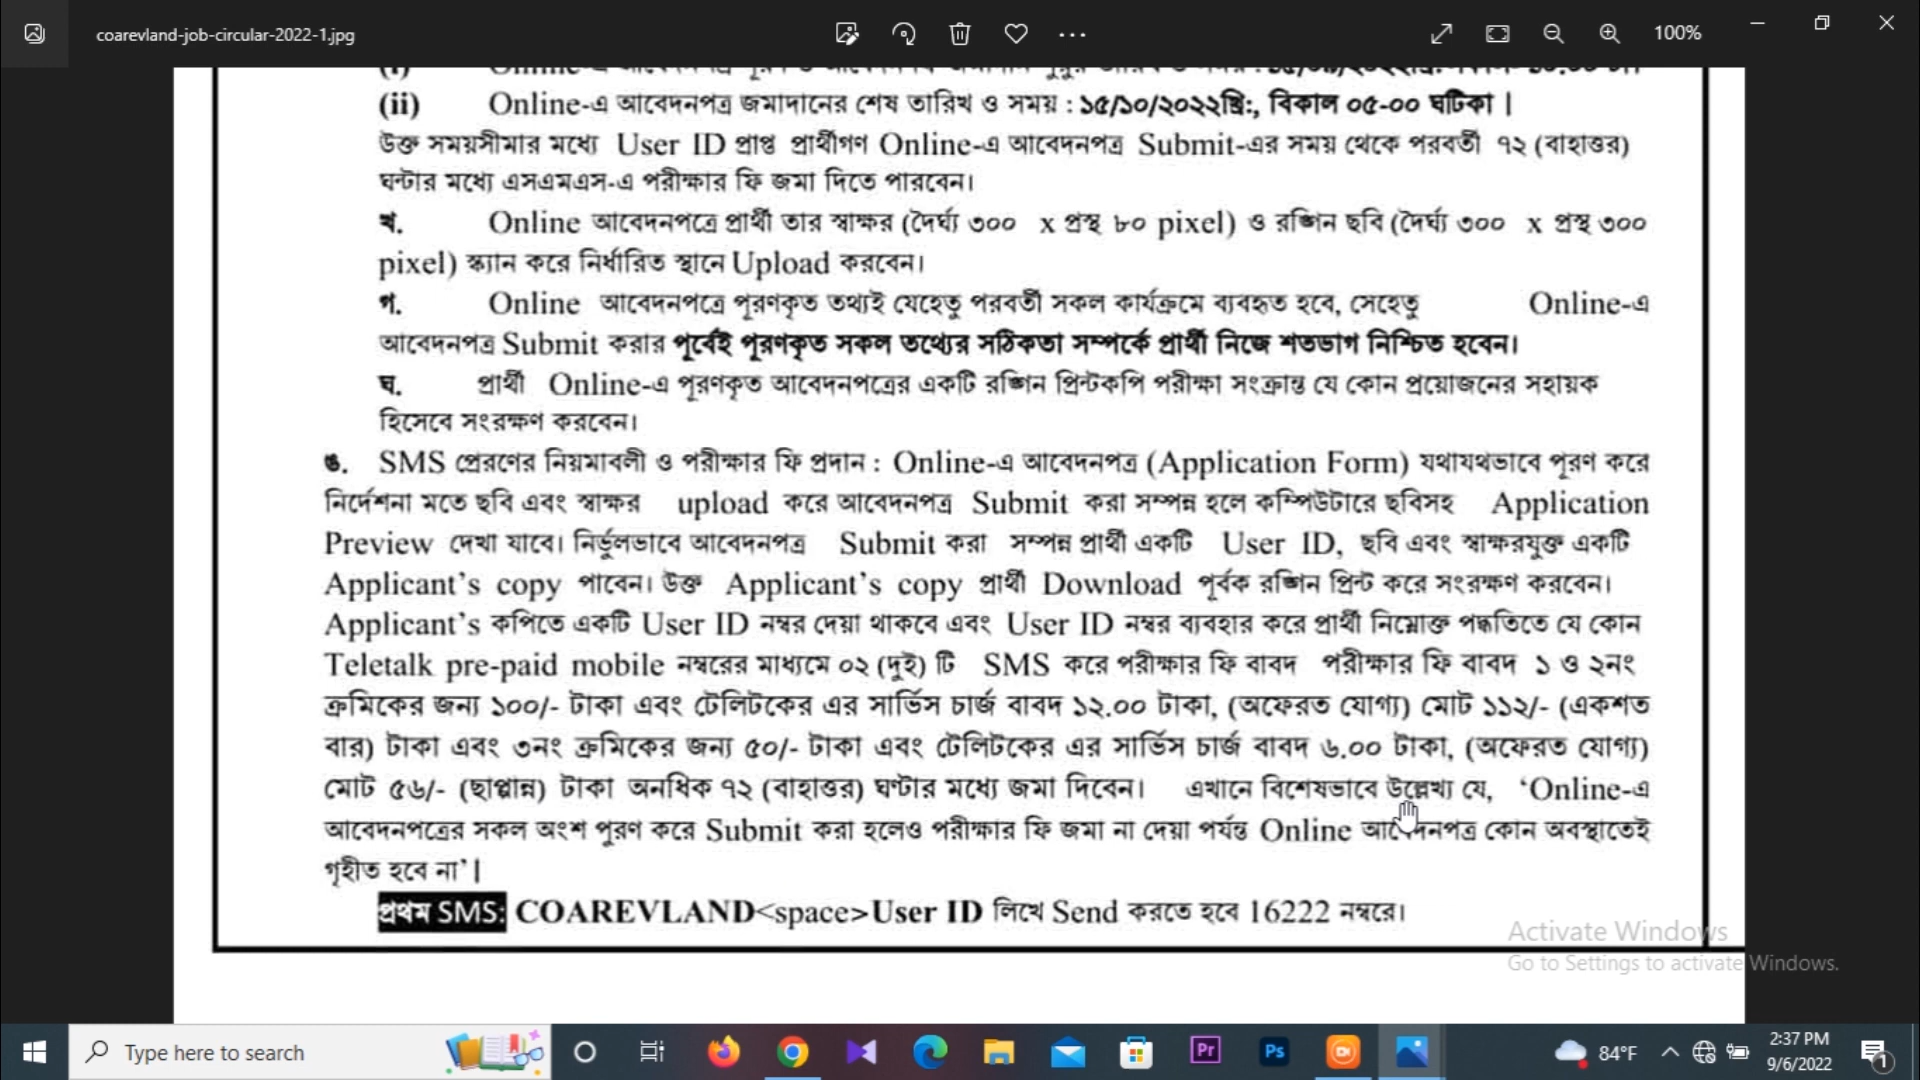 coarevland-job-circular-2022-1.jpg
100%
(ii) Online-এ আবেদনপত্র জমাদানের শেষ তারিখ ও সময় : ১৫/১০/২০২২খ্রি:, বিকাল ০৫-০০ ঘটিকা |
উক্ত সময়সীমার মধ্যে User ID প্রাপ্ত প্রার্থীগণ Online-এ আবেদনপত্র Submit-এর সময় থেকে পরবর্তী ৭২ (বাহাত্তর)
ঘন্টার মধ্যে এসএমএস-এ পরীক্ষার ফি জমা দিতে পারবেন।
খ. Online আবেদনপত্রে প্রার্থী তার স্বাক্ষর (দৈর্ঘ্য ৩০০ x প্রস্থ ৮০ pixel) ও রঙ্গিন ছবি (দৈর্ঘ্য ৩০০ x প্রস্থ ৩০০
pixel) স্ক্যান করে নির্ধারিত স্থানে Upload করবেন।
গ. Online আবেদনপত্রে পূরণকৃত তথ্যই যেহেতু পরবর্তী সকল কার্যক্রমে ব্যবহৃত হবে, সেহেতু Online-এ
আবেদনপত্র Submit করার পূর্বেই পূরণকৃত সকল তথ্যের সঠিকতা সম্পর্কে প্রার্থী নিজে শতভাগ নিশ্চিত হবেন।
ঘ. প্রার্থী Online-এ পূরণকৃত আবেদনপত্রের একটি রঙ্গিন প্রিন্টকপি পরীক্ষা সংক্রান্ত যে কোন প্রয়োজনের সহায়ক
হিসেবে সংরক্ষণ করবেন।
ঙ. SMS প্রেরণের নিয়মাবলী ও পরীক্ষার ফি প্রদান : Online-এ আবেদনপত্র (Application Form) যথাযথভাবে পূরণ করে
নির্দেশনা মতে ছবি এবং স্বাক্ষর upload করে আবেদনপত্র Submit করা সম্পন্ন হলে কম্পিউটারে ছবিসহ Application
Preview দেখা যাবে। নির্ভুলভাবে আবেদনপত্র Submit করা সম্পন্ন প্রার্থী একটি User ID, ছবি এবং স্বাক্ষরযুক্ত একটি
Applicant's copy পাবেন। উক্ত Applicant's copy প্রার্থী Download পূর্বক রঙ্গিন প্রিন্ট করে সংরক্ষণ করবেন।
Applicant's কপিতে একটি User ID নম্বর দেয়া থাকবে এবং User ID নম্বর ব্যবহার করে প্রার্থী নিম্নোক্ত পদ্ধতিতে যে কোন
Teletalk pre-paid mobile নম্বরের মাধ্যমে ০২ (দুই) টি SMS করে পরীক্ষার ফি বাবদ পরীক্ষার ফি বাবদ ১ ও ২নং
ক্রমিকের জন্য ১০০/- টাকা এবং টেলিটকের এর সার্ভিস চার্জ বাবদ ১২.০০ টাকা, (অফেরত যোগ্য) মোট ১১২/- (একশত
বার) টাকা এবং ৩নং ক্রমিকের জন্য ৫০/- টাকা এবং টেলিটকের এর সার্ভিস চার্জ বাবদ ৬.০০ টাকা, (অফেরত যোগ্য)
মোট ৫৬/- (ছাপ্পান্ন) টাকা অনধিক ৭২ (বাহাত্তর) ঘণ্টার মধ্যে জমা দিবেন। এখানে বিশেষভাবে উল্লেখ্য যে, ‘Online-এ
আবেদনপত্রের সকল অংশ পুরণ করে Submit করা হলেও পরীক্ষার ফি জমা না দেয়া পর্যন্ত Online আবেদনপত্র কোন অবস্থাতেই
গৃহীত হবে না’|
প্রথম SMS: COAREVLAND<space>User ID লিখে Send করতে হবে 16222 নম্বরে।
Activate Windows
Go to Settings to activate Windows.
Type here to search
Pr
Ps
84°F
2:37 PM
9/6/2022
1